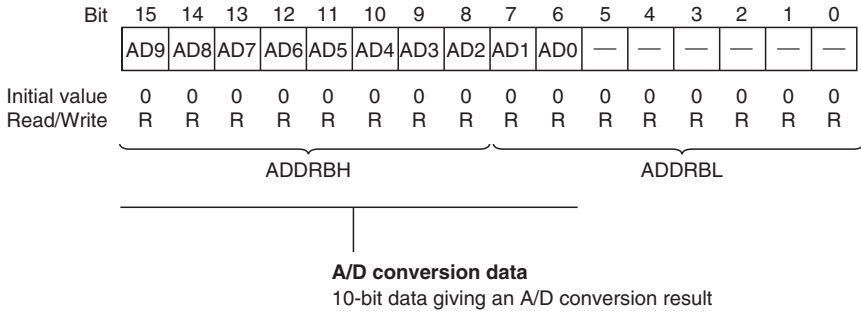 Bit 15 14 13 12 11 10 9 8 7 6 5 4 3 2 1 0
AD9 AD8 AD7 AD6 AD5 AD4 AD3 AD2 AD1 AD0 — — — — — —
Initial value 0 0 0 0 0 0 0 0 0 0 0 0 0 0 0 0
Read/Write R R R R R R R R R R R R R R R R
ADDRBH ADDRBL
A/D conversion data
10-bit data giving an A/D conversion result